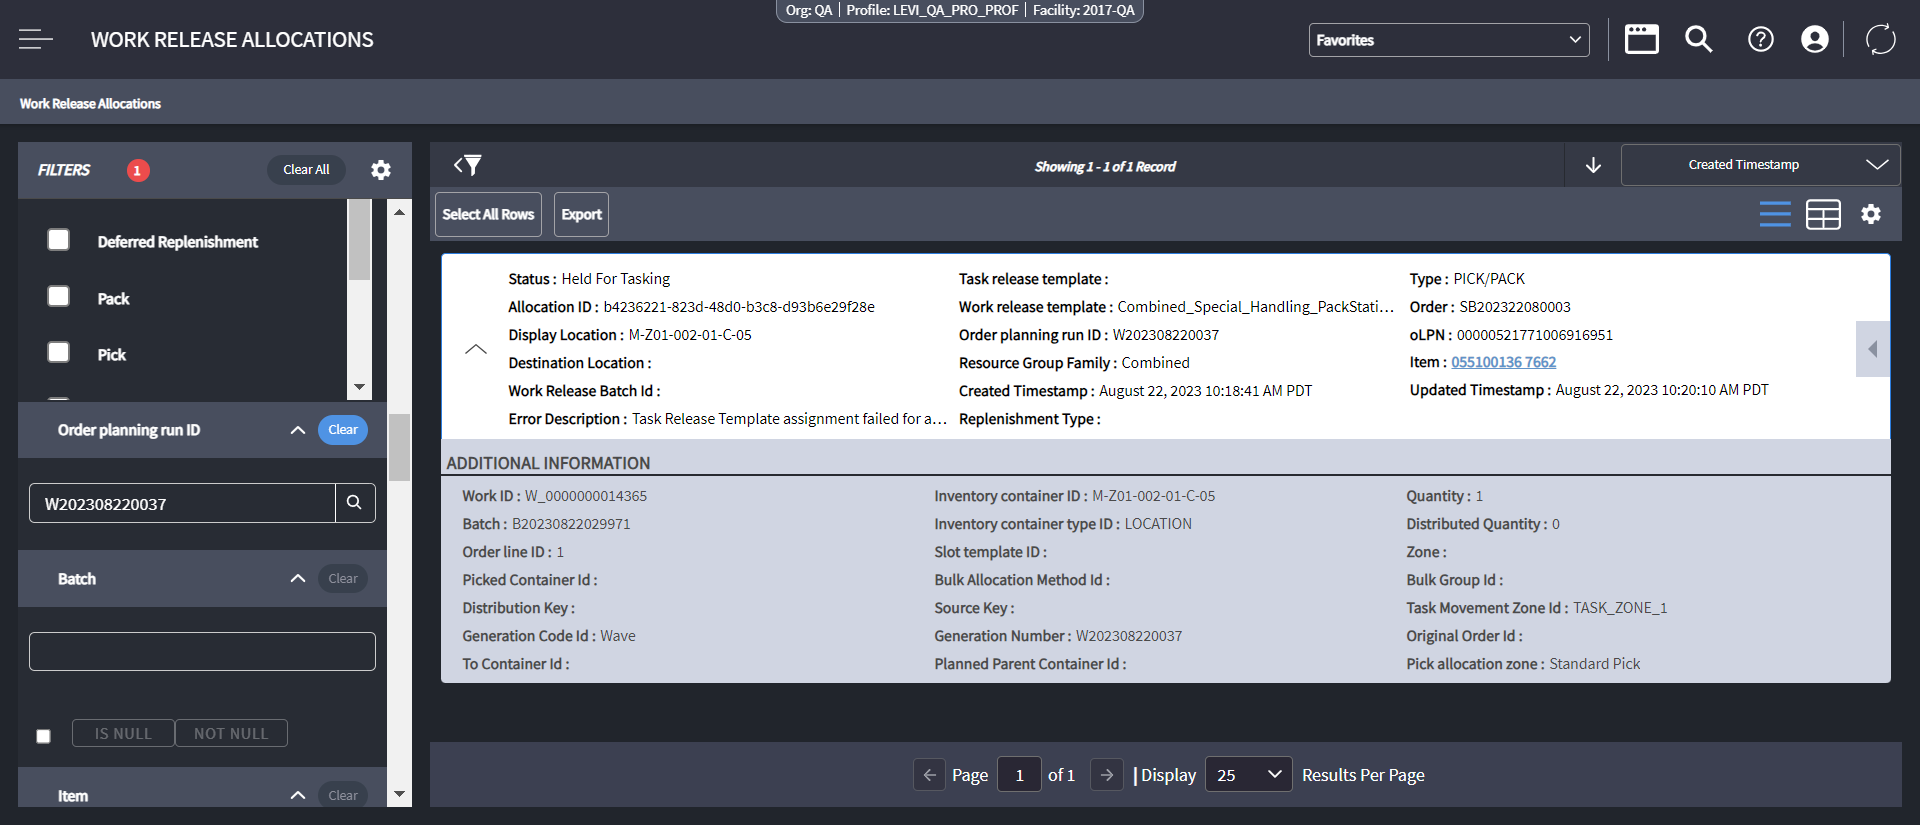 Org: QA | Profile: LEVI_QA_PRO_PROF | Facility: 2017-QA
WORK RELEASE ALLOCATIONS
Favorites
Work Release Allocations
FILTERS 1 Clear All
Deferred Replenishment
Pack
Pick
Order planning run ID Clear
W202308220037
Batch Clear
IS NULL NOT NULL
Item Clear
Showing 1 - 1 of 1 Record
Created Timestamp
Select All Rows Export
Status : Held For Tasking
Allocation ID : b4236221-823d-48d0-b3c8-d93b6e29f28e
Display Location : M-Z01-002-01-C-05
Destination Location :
Work Release Batch Id :
Error Description : Task Release Template assignment failed for a...
Task release template :
Work release template : Combined_Special_Handling_PackStati...
Order planning run ID : W202308220037
Resource Group Family : Combined
Created Timestamp : August 22, 2023 10:18:41 AM PDT
Replenishment Type :
Type : PICK/PACK
Order : SB202322080003
oLPN : 00000521771006916951
Item : 055100136 7662
Updated Timestamp : August 22, 2023 10:20:10 AM PDT
ADDITIONAL INFORMATION
Work ID : W_0000000014365
Batch : B20230822029971
Order line ID : 1
Picked Container Id :
Distribution Key :
Generation Code Id : Wave
To Container Id :
Inventory container ID : M-Z01-002-01-C-05
Inventory container type ID : LOCATION
Slot template ID :
Bulk Allocation Method Id :
Source Key :
Generation Number : W202308220037
Planned Parent Container Id :
Quantity : 1
Distributed Quantity : 0
Zone :
Bulk Group Id :
Task Movement Zone Id : TASK_ZONE_1
Original Order Id :
Pick allocation zone : Standard Pick
Page 1 of 1 | Display 25 Results Per Page